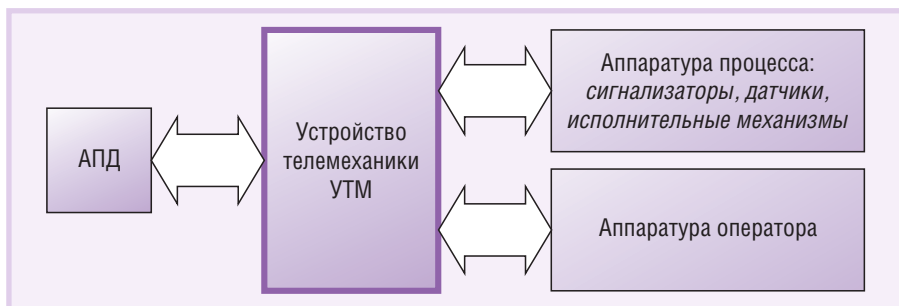 АПД
Устройство
телемеханики
УТМ
Аппаратура процесса:
сигнализаторы, датчики,
исполнительные механизмы
Аппаратура оператора